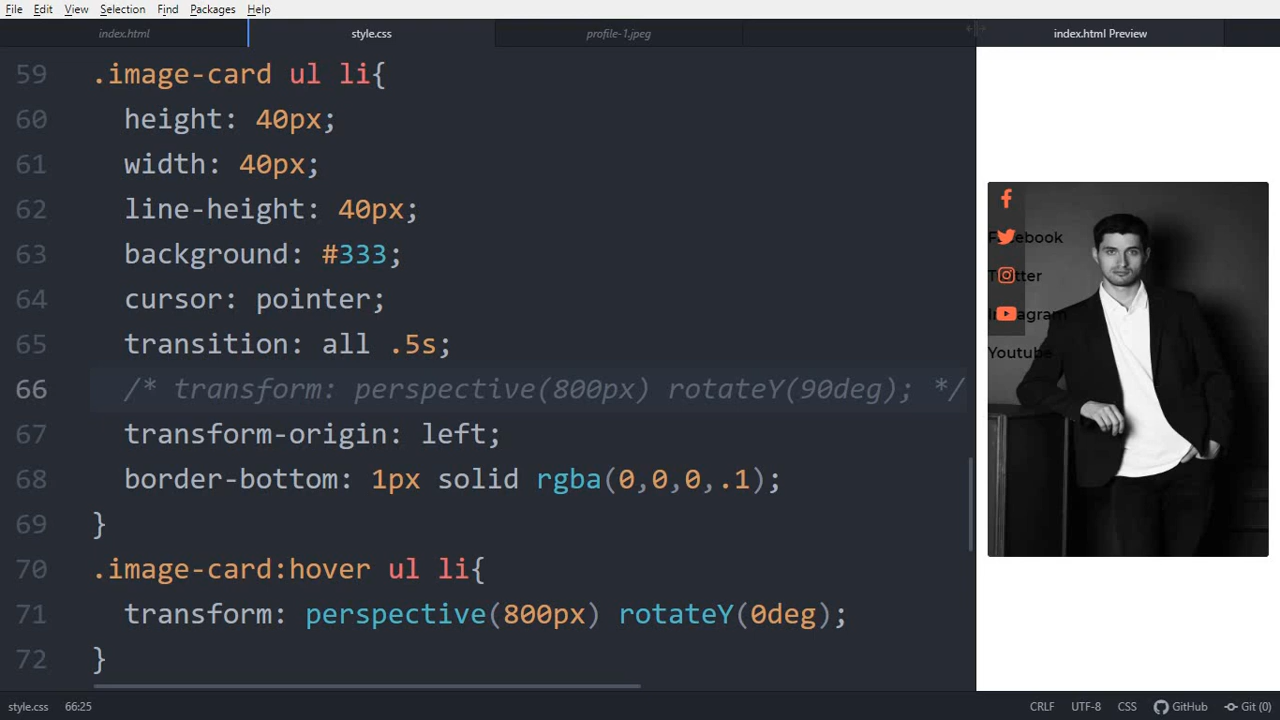 File Edit View Selection Find Packages Help
index.html style.css profile-1.jpeg index.html Preview
59 .image-card ul li{
60 height: 40px;
61 width: 40px;
62 line-height: 40px;
63 background: #333;
64 cursor: pointer;
65 transition: all .5s;
66 /* transform: perspective(800px) rotateY(90deg); */
67 transform-origin: left;
68 border-bottom: 1px solid rgba(0,0,0,.1);
69 }
70 .image-card:hover ul li{
71 transform: perspective(800px) rotateY(0deg);
72 }
Facebook
Twitter
Instagram
Youtube
style.css 66:25 CRLF UTF-8 CSS GitHub Git (0)